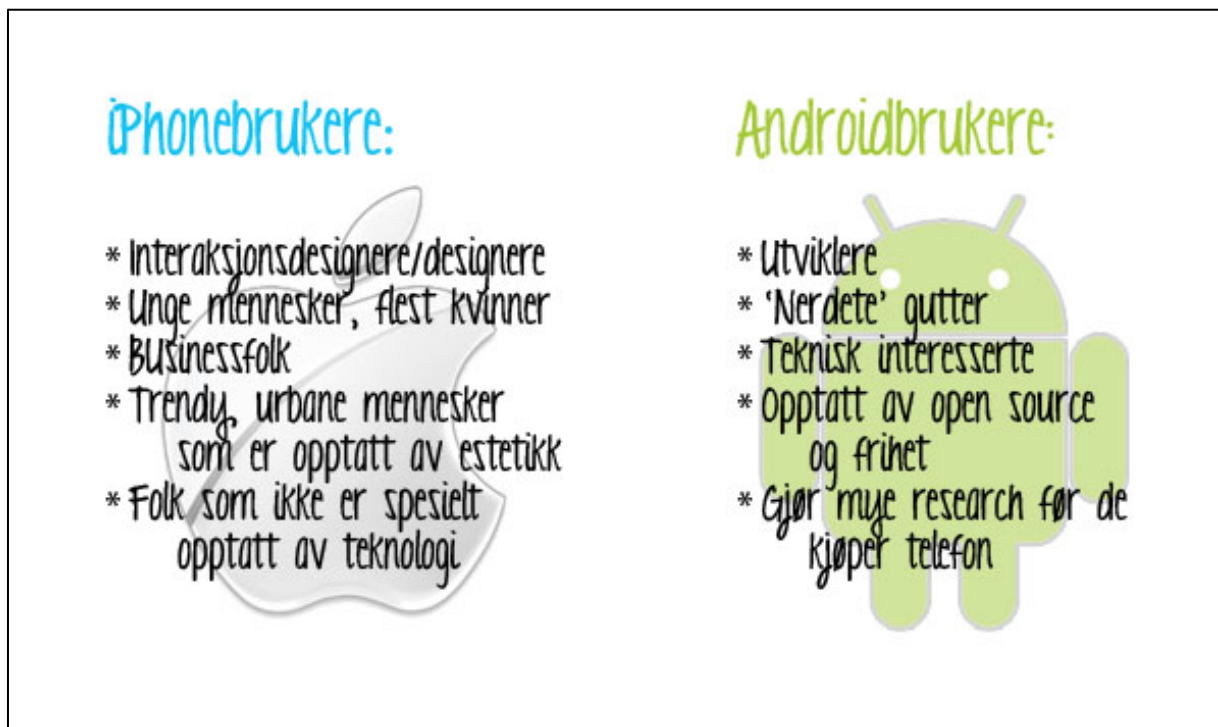 iPhonebrukere:
* Interaksjonsdesignere/designere
* Unge mennesker, flest kvinner
* BUsinessfolk
* Trendy, urbane mennesker
som er opptatt av estetikk
* Folk som ikke er spesielt
opptatt av teknologi
Androidbrukere:
* Utviklere
* 'Nerdete' gutter
* Teknisk interesserte
* Opptatt av open source
og frihet
* Gjør mye research før de
kjøper telefon